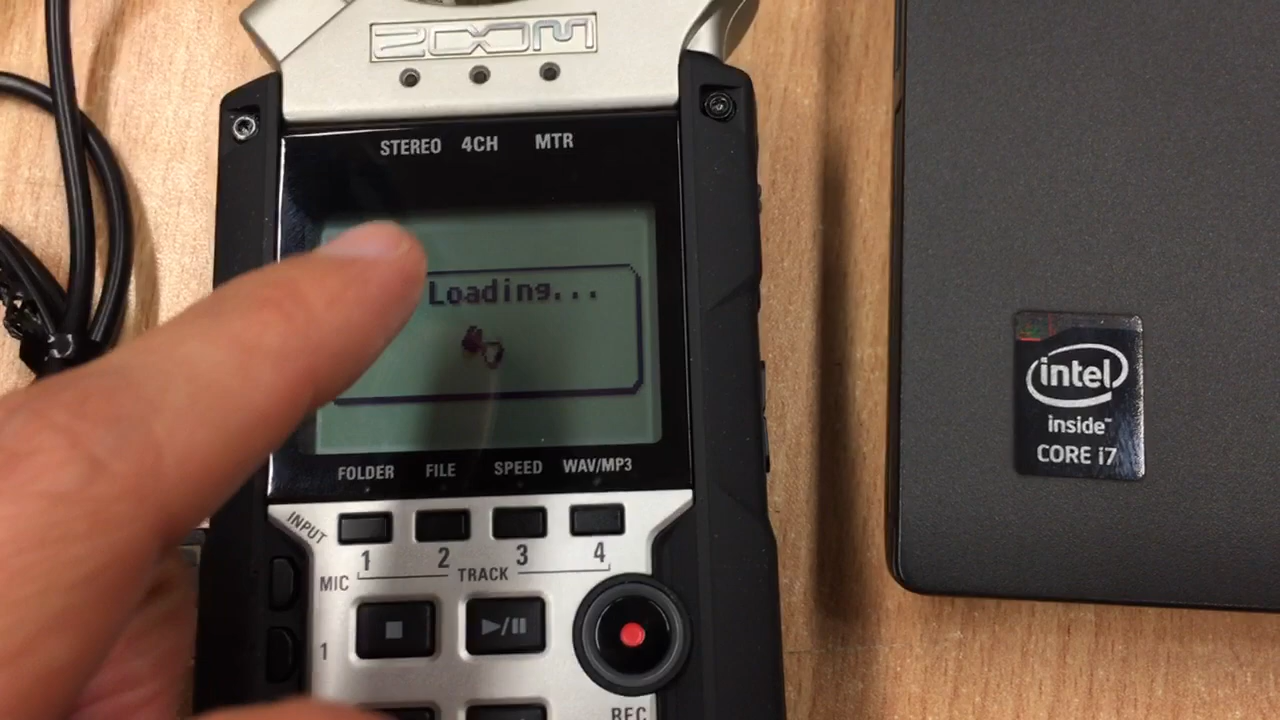 ZOOM
STEREO 4CH MTR
Loading...
FOLDER FILE SPEED WAV/MP3
INPUT
1 2 3 4
MIC
TRACK
1
REC
intel
inside™
CORE i7